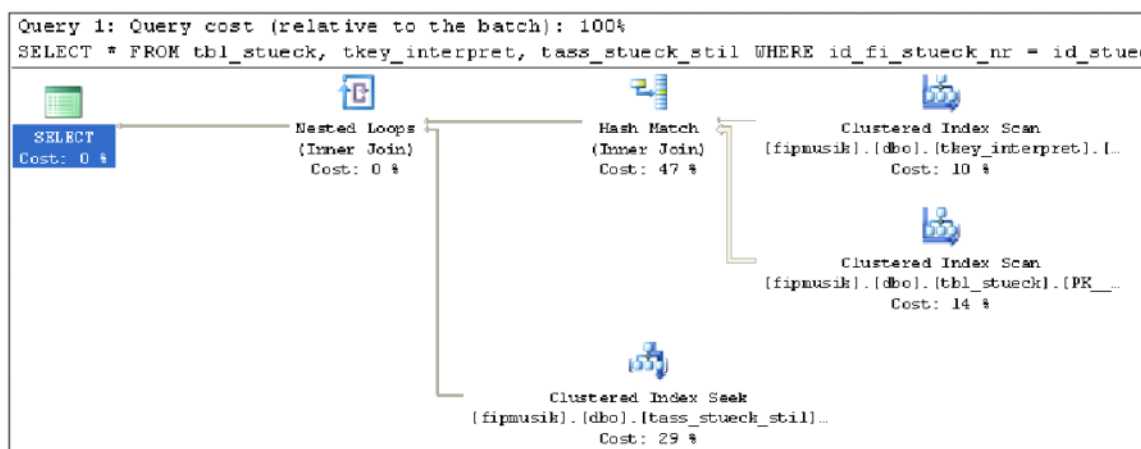 Query 1: Query cost (relative to the batch): 100%
SELECT * FROM tbl_stueck, tkey_interpret, tass_stueck_stil WHERE id_fi_stueck_nr = id_stuec
SELECT
Cost: 0 %
Nested Loops
(Inner Join)
Cost: 0 %
Hash Match
(Inner Join)
Cost: 47 %
Clustered Index Scan
[fipmusik].[dbo].[tkey_interpret].[…
Cost: 10 %
Clustered Index Scan
[fipmusik].[dbo].[tbl_stueck].[PK__…
Cost: 14 %
Clustered Index Seek
[fipmusik].[dbo].[tass_stueck_stil]…
Cost: 29 %